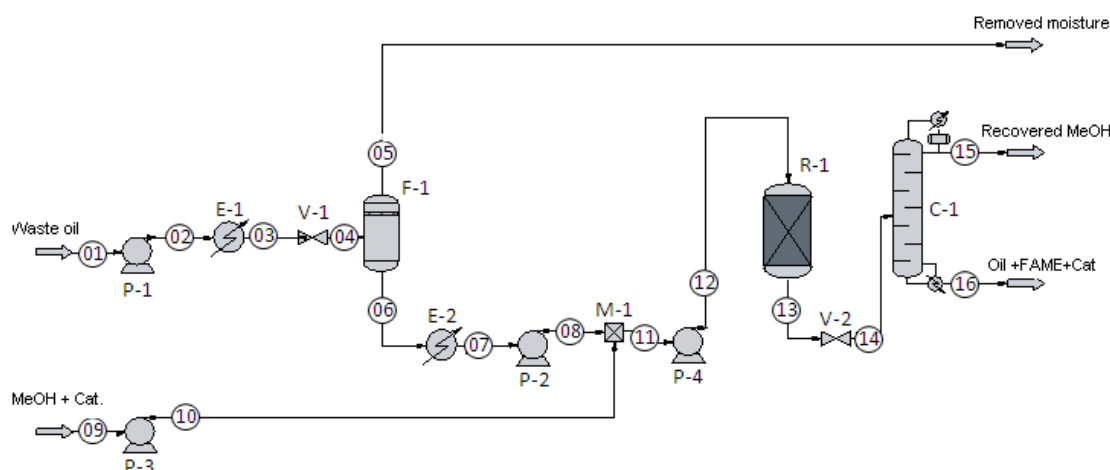 Removed moisture
05
12
R-1
15
Recovered MeOH
F-1
C-1
Waste oil
E-1
V-1
01
02
03
04
P-1
06
E-2
M-1
13
V-2
16
Oil +FAME+Cat
07
08
11
14
P-2
P-4
MeOH + Cat.
09
10
P-3